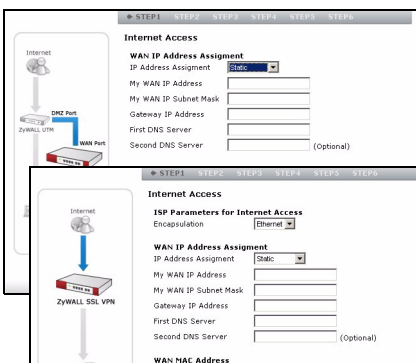 STEP1 STEP2 STEP3 STEP4 STEP5 STEP6
Internet Access
Internet
DMZ Port
ZyWALL UTM
WAN Port
WAN IP Address Assigment
IP Address Assigment Static
My WAN IP Address
My WAN IP Subnet Mask
Gateway IP Address
First DNS Server
Second DNS Server (Optional)
STEP1 STEP2 STEP3 STEP4 STEP5 STEP6
Internet Access
Internet
ZyWALL SSL VPN
ISP Parameters for Internet Access
Encapsulation Ethernet
WAN IP Address Assigment
IP Address Assigment Static
My WAN IP Address
My WAN IP Subnet Mask
Gateway IP Address
First DNS Server
Second DNS Server (Optional)
WAN MAC Address